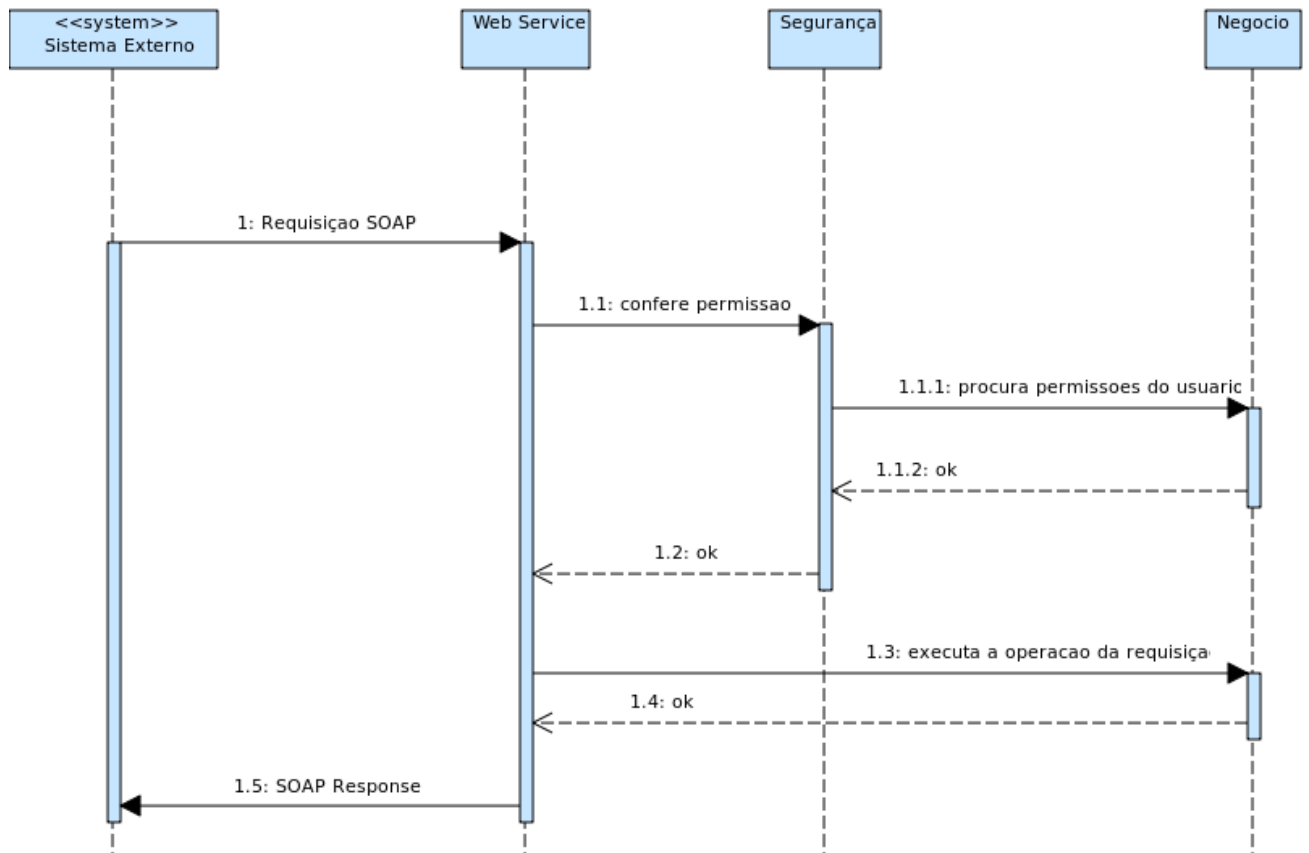 <<system>>
Sistema Externo
Web Service
Segurança
Negocio
1: Requisiçao SOAP
1.1: confere permissao
1.1.1: procura permissoes do
1.1.2: ok
1.2: ok
1.3: executa a operacao da
1.4: ok
1.5: SOAP Response